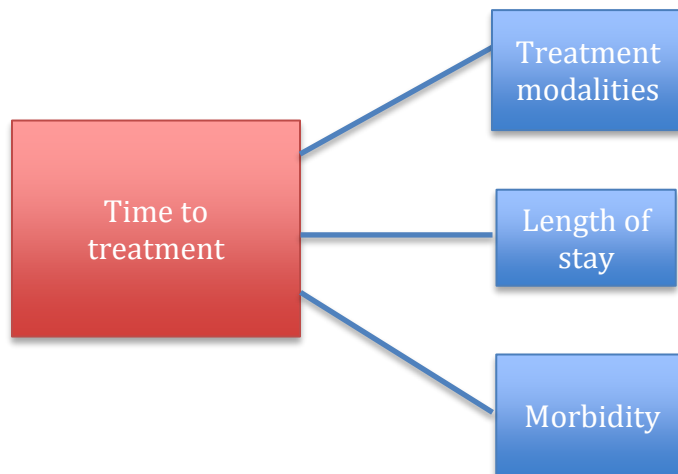 Treatment
modalities
Time to
treatment
Length of
stay
Morbidity